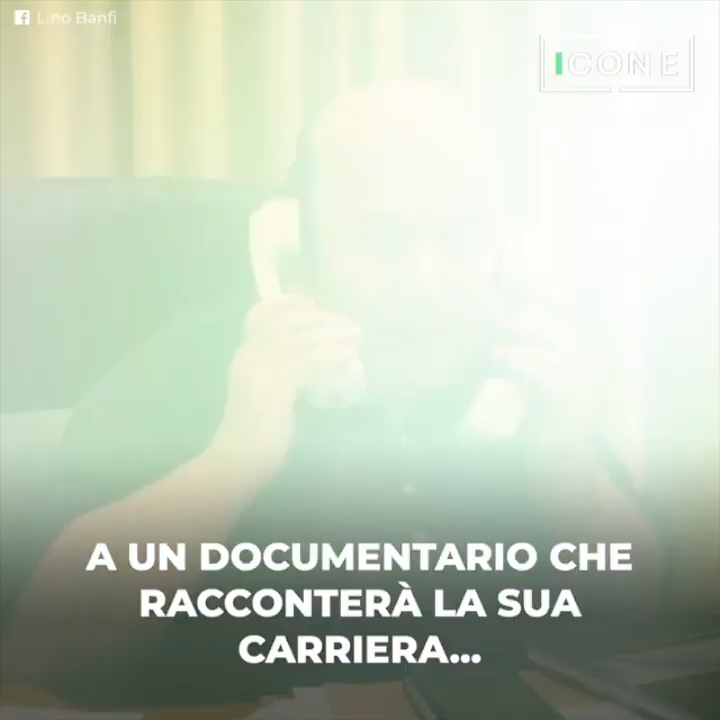 Lino Banfi
ICONE
A UN DOCUMENTARIO CHE
RACCONTERÀ LA SUA
CARRIERA...